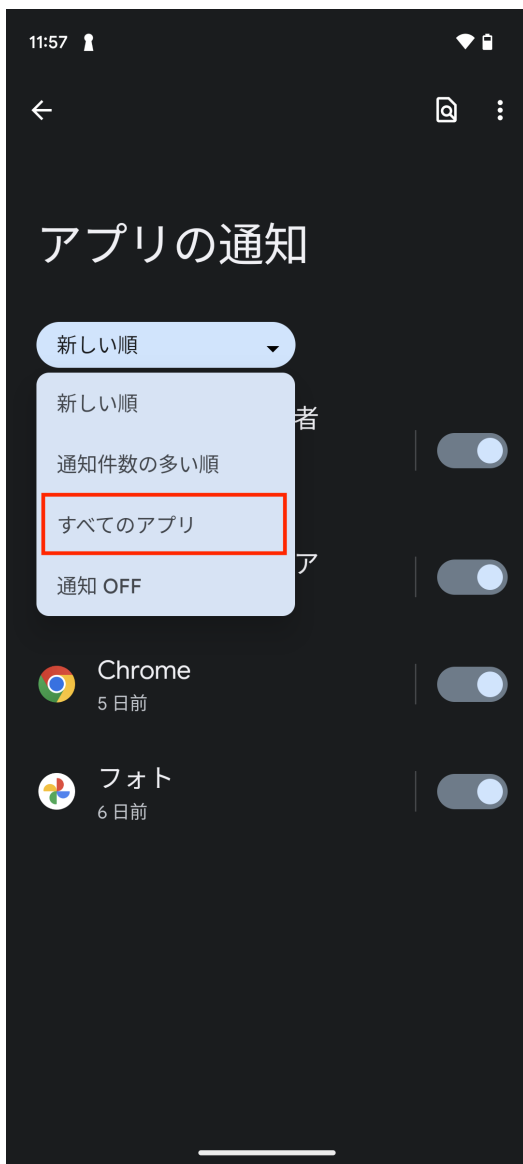 11:57
アプリの通知
新しい順
新しい順
者
通知件数の多い順
すべてのアプリ
ア
通知 OFF
Chrome
5 日前
フォト
6 日前